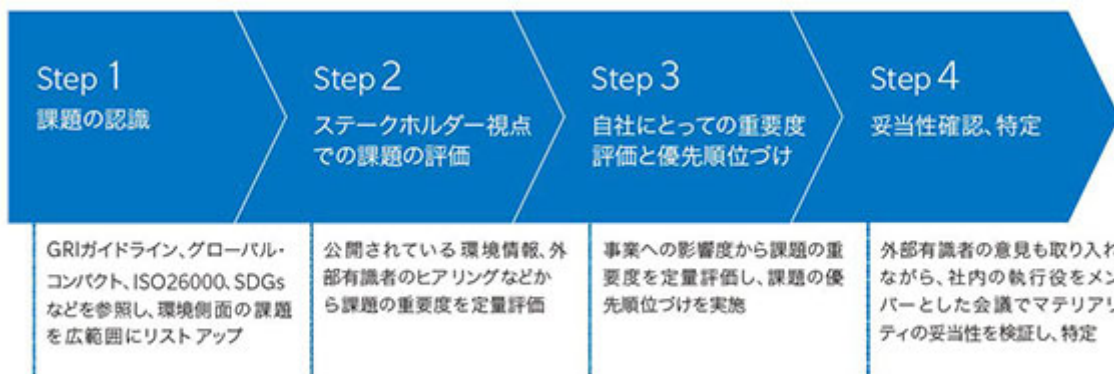 Step 1
課題の認識
Step 2
ステークホルダー視点
での課題の評価
Step 3
自社にとっての重要度
評価と優先順位づけ
Step 4
妥当性確認、特定
GRIガイドライン、グローバル・
コンパクト、ISO26000、SDGs
などを参照し、環境側面の課題
を広範囲にリストアップ
公開されている環境情報、外
部有識者のヒアリングなどか
ら課題の重要度を定量評価
事業への影響度から課題の重
要度を定量評価し、課題の優
先順位づけを実施
外部有識者の意見も取り入れ
ながら、社内の執行役をメン
バーとした会議でマテリアリ
ティの妥当性を検証し、特定